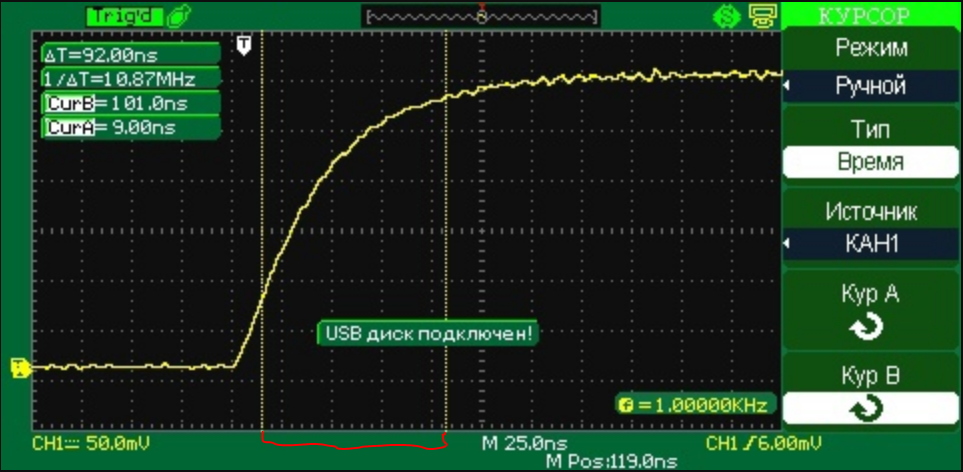 Trig'd
T
S
КУРСОР
ΔT=92.00ns
1/ΔT=10.87MHz
CurB=101.0ns
CurA= 9.00ns
Режим
Ручной
Тип
Время
Источник
КАН1
Кур А
Кур В
USB диск подключен!
f =1.00000KHz
CH1 50.0mV
M 25.0ns
CH1 /6.00mV
M Pos:119.0ns